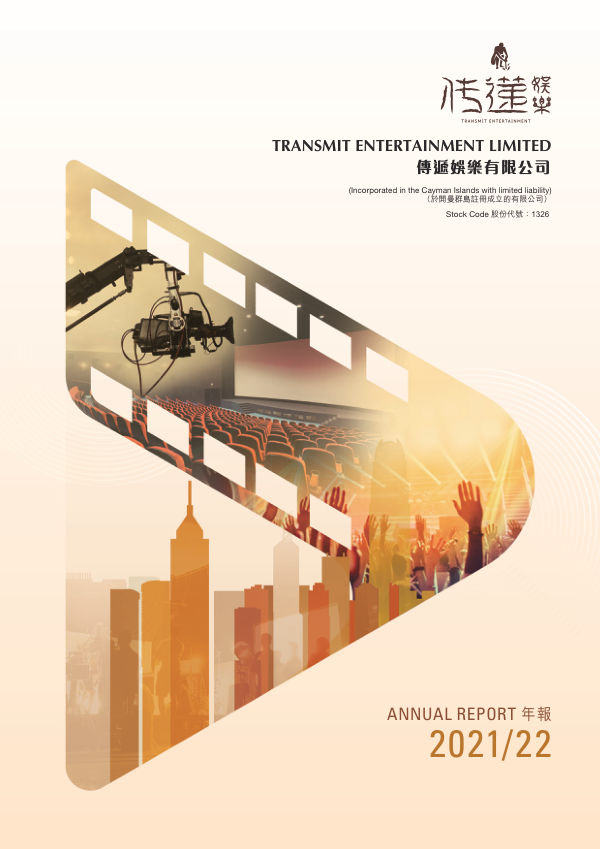 传達娛樂
TRANSMIT ENTERTAINMENT
TRANSMIT ENTERTAINMENT LIMITED
傳遞娛樂有限公司
(Incorporated in the Cayman Islands with limited liability)
（於開曼群島註冊成立的有限公司）
Stock Code 股份代號：1326
ANNUAL REPORT 年報
2021/22